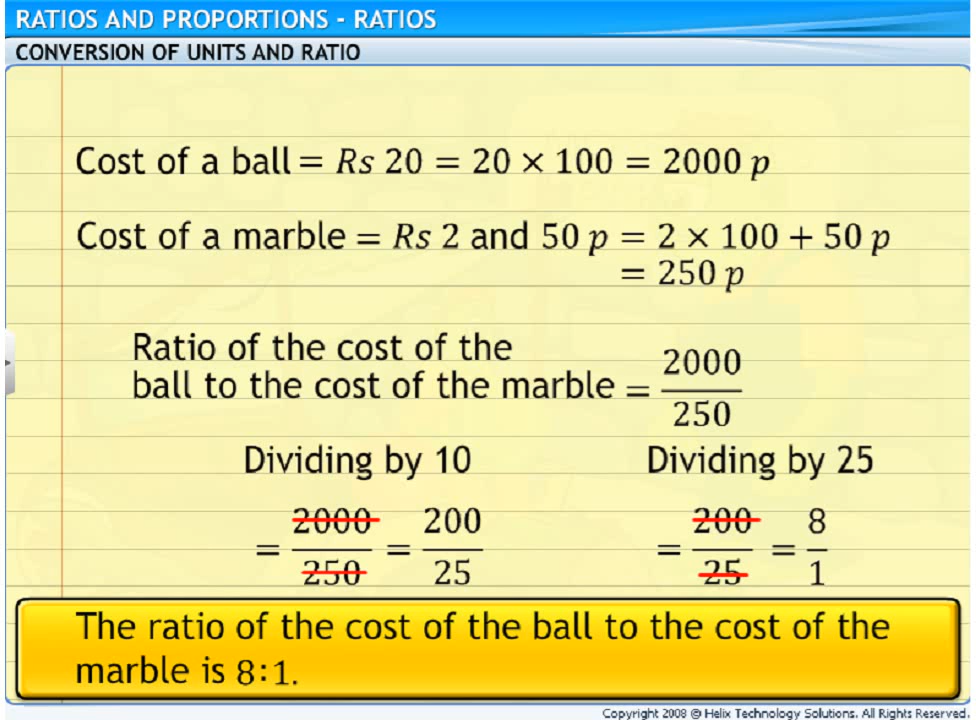 RATIOS AND PROPORTIONS - RATIOS
CONVERSION OF UNITS AND RATIO
Cost of a ball = Rs 20 = 20 × 100 = 2000 p
Cost of a marble = Rs 2 and 50 p = 2 × 100 + 50 p
= 250 p
Ratio of the cost of the
ball to the cost of the marble = 2000/250
Dividing by 10
= 2000/250 = 200/25
Dividing by 25
= 200/25 = 8/1
The ratio of the cost of the ball to the cost of the
marble is 8:1.
Copyright 2008 @ Helix Technology Solutions. All Rights Reserved.